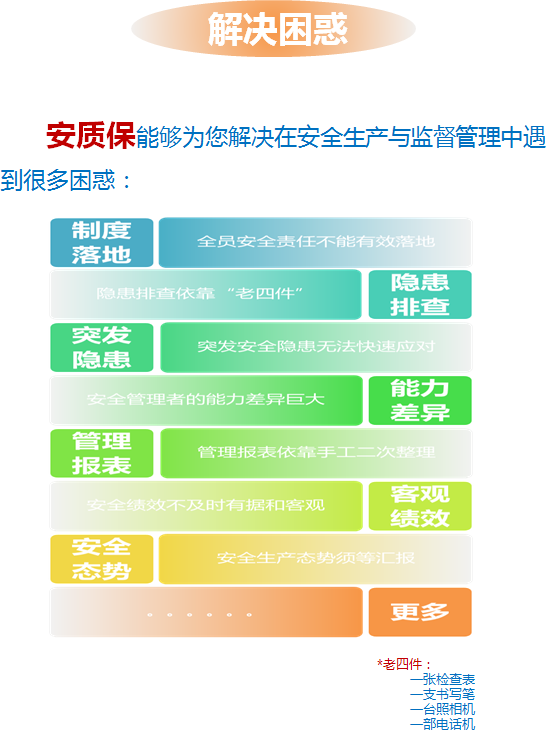 解决困惑
安质保能够为您解决在安全生产与监督管理中遇
到很多困惑：
制度
落地
全员安全责任不能有效落地
隐患排查依靠“老四件”
隐患
排查
突发
隐患
突发安全隐患无法快速应对
安全管理者的能力差异巨大
能力
差异
管理
报表
管理报表依靠手工二次整理
安全绩效不及时有据和客观
客观
绩效
安全
态势
安全生产态势须等汇报
。。。。。。
更多
*老四件：
一张检查表
一支书写笔
一台照相机
一部电话机